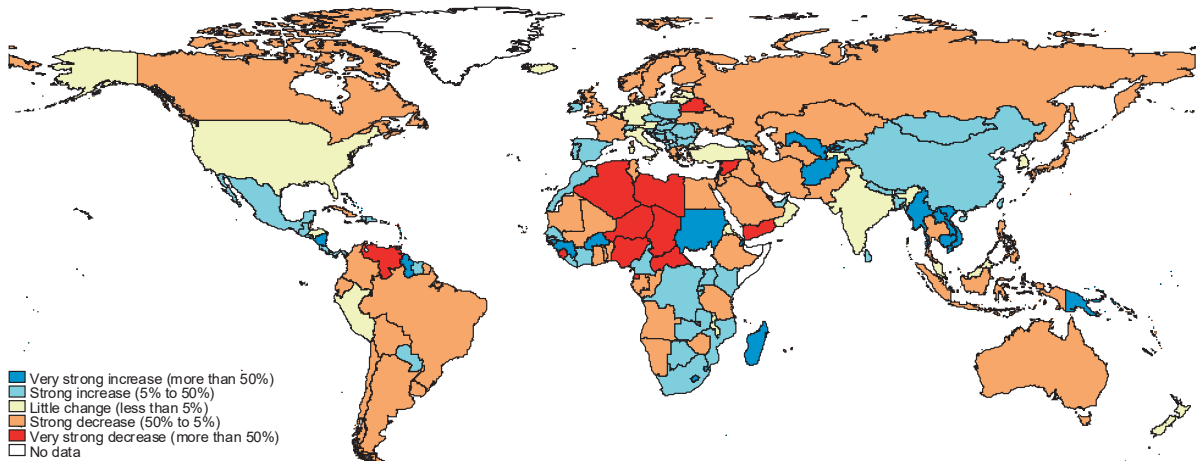 Very strong increase (more than 50%)
Strong increase (5% to 50%)
Little change (less than 5%)
Strong decrease (50% to 5%)
Very strong decrease (more than 50%)
No data